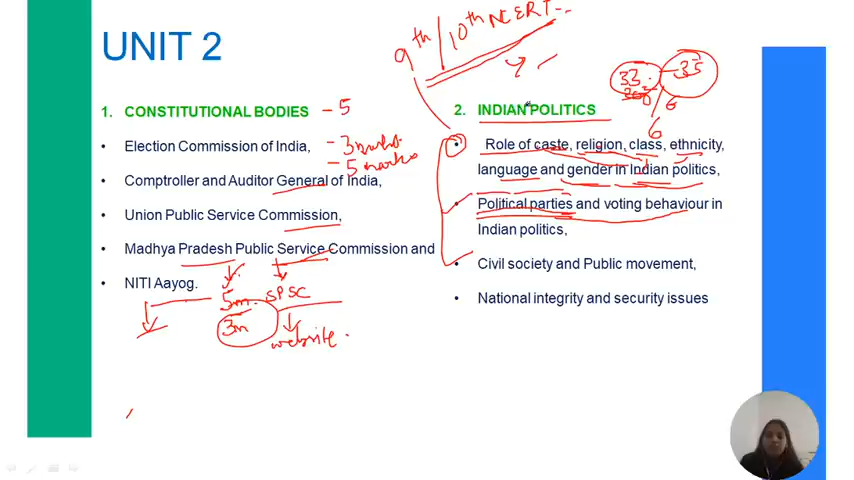 UNIT 2
9th / 10th NCERT
33
35
6
6
1. CONSTITUTIONAL BODIES - 5
• Election Commission of India,
- 3 marks
- 5 marks
• Comptroller and Auditor General of India,
• Union Public Service Commission,
• Madhya Pradesh Public Service Commission and
• NITI Aayog.
5m. SPSC
3m
website.
2. INDIAN POLITICS
• Role of caste, religion, class, ethnicity,
language and gender in Indian politics,
• Political parties and voting behaviour in
Indian politics,
• Civil society and Public movement,
• National integrity and security issues